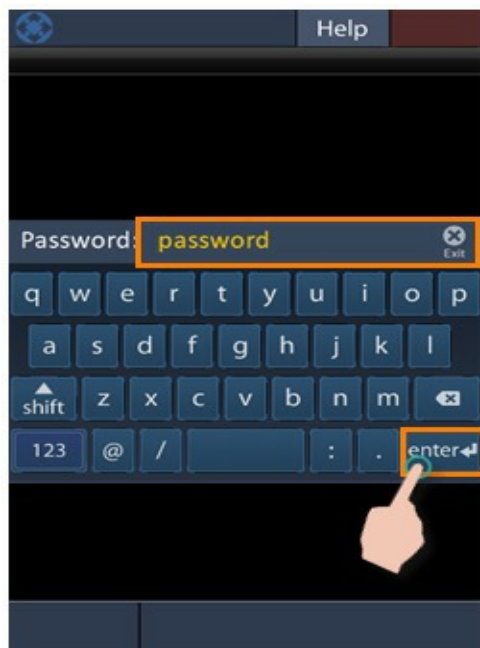 Help
Password: password
Exit
q w e r t y u i o p
a s d f g h j k l
shift z x c v b n m
123 @ / : . enter